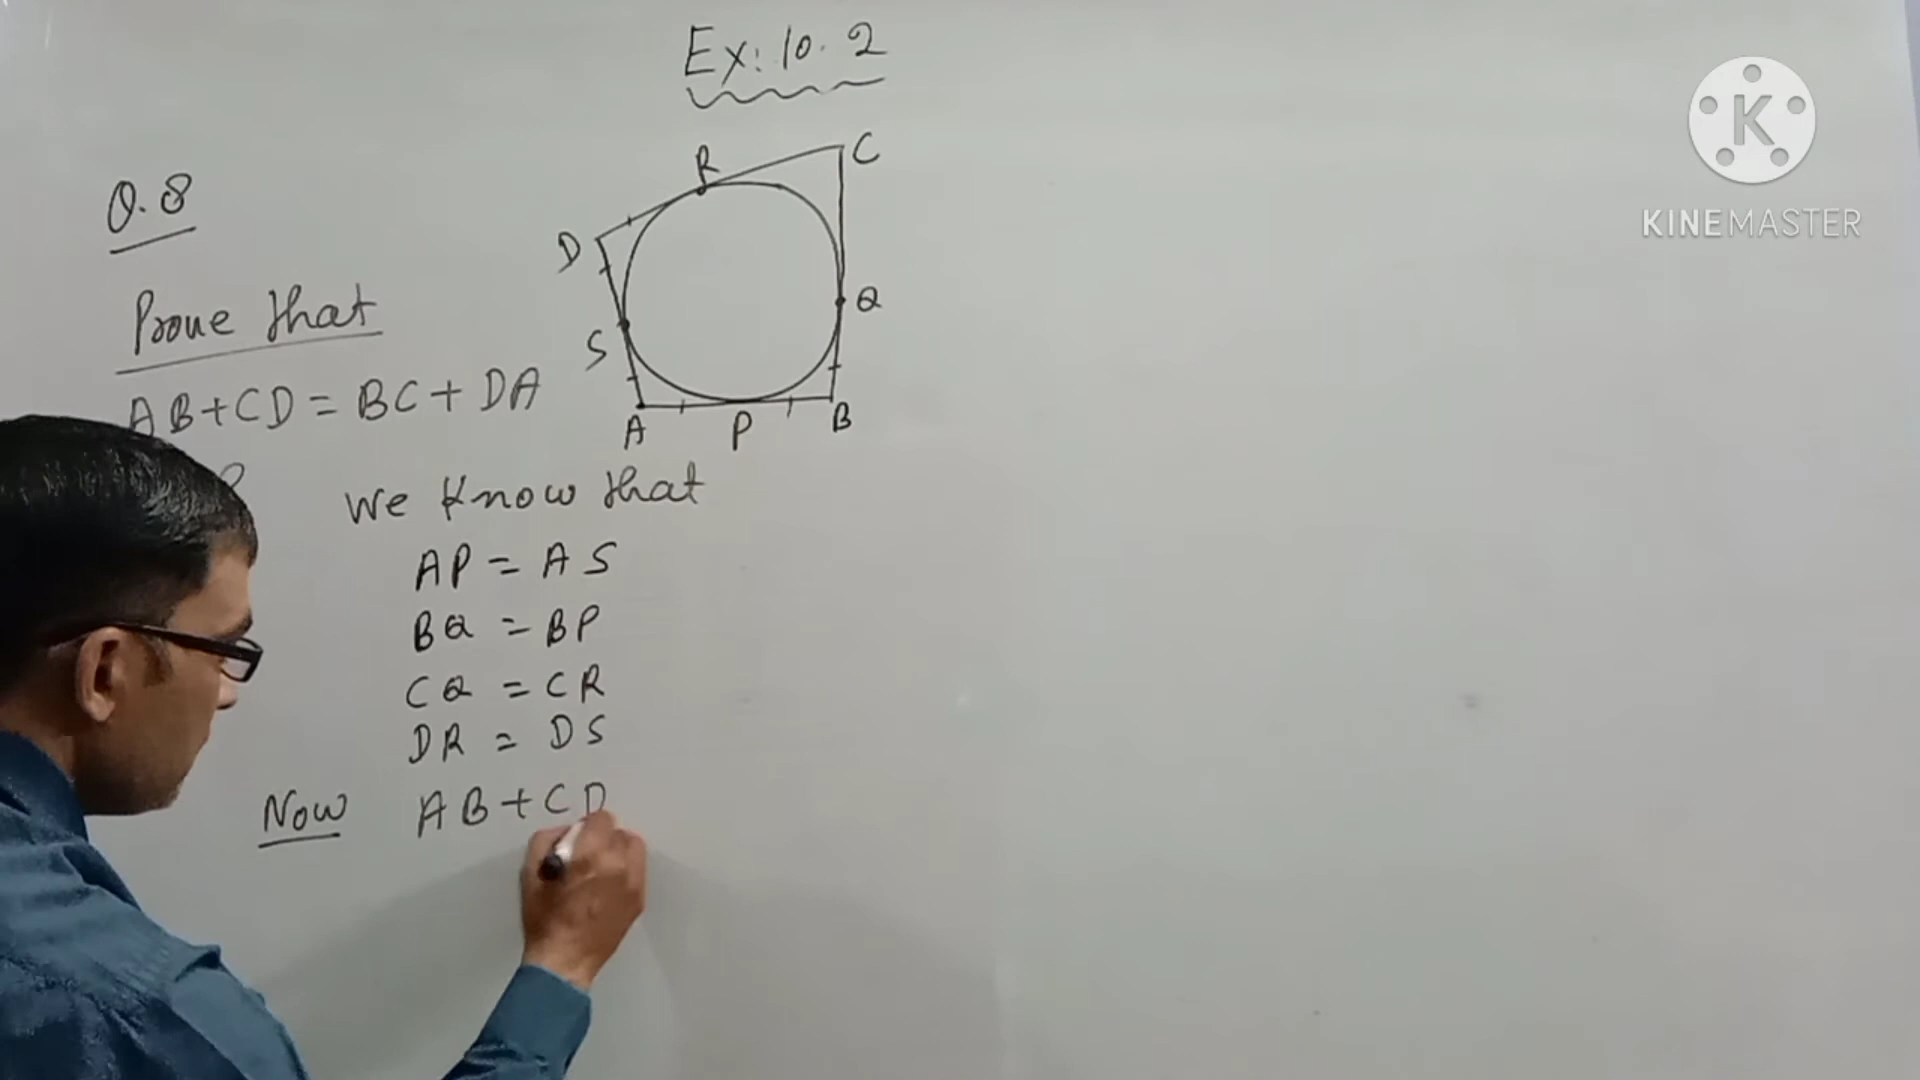 Ex: 10.2
Q.8
Prove that
AB+CD = BC+DA
R
C
D
Q
S
A
P
B
We know that
AP = AS
BQ = BP
CQ = CR
DR = DS
Now AB+CD
K
KINEMASTER